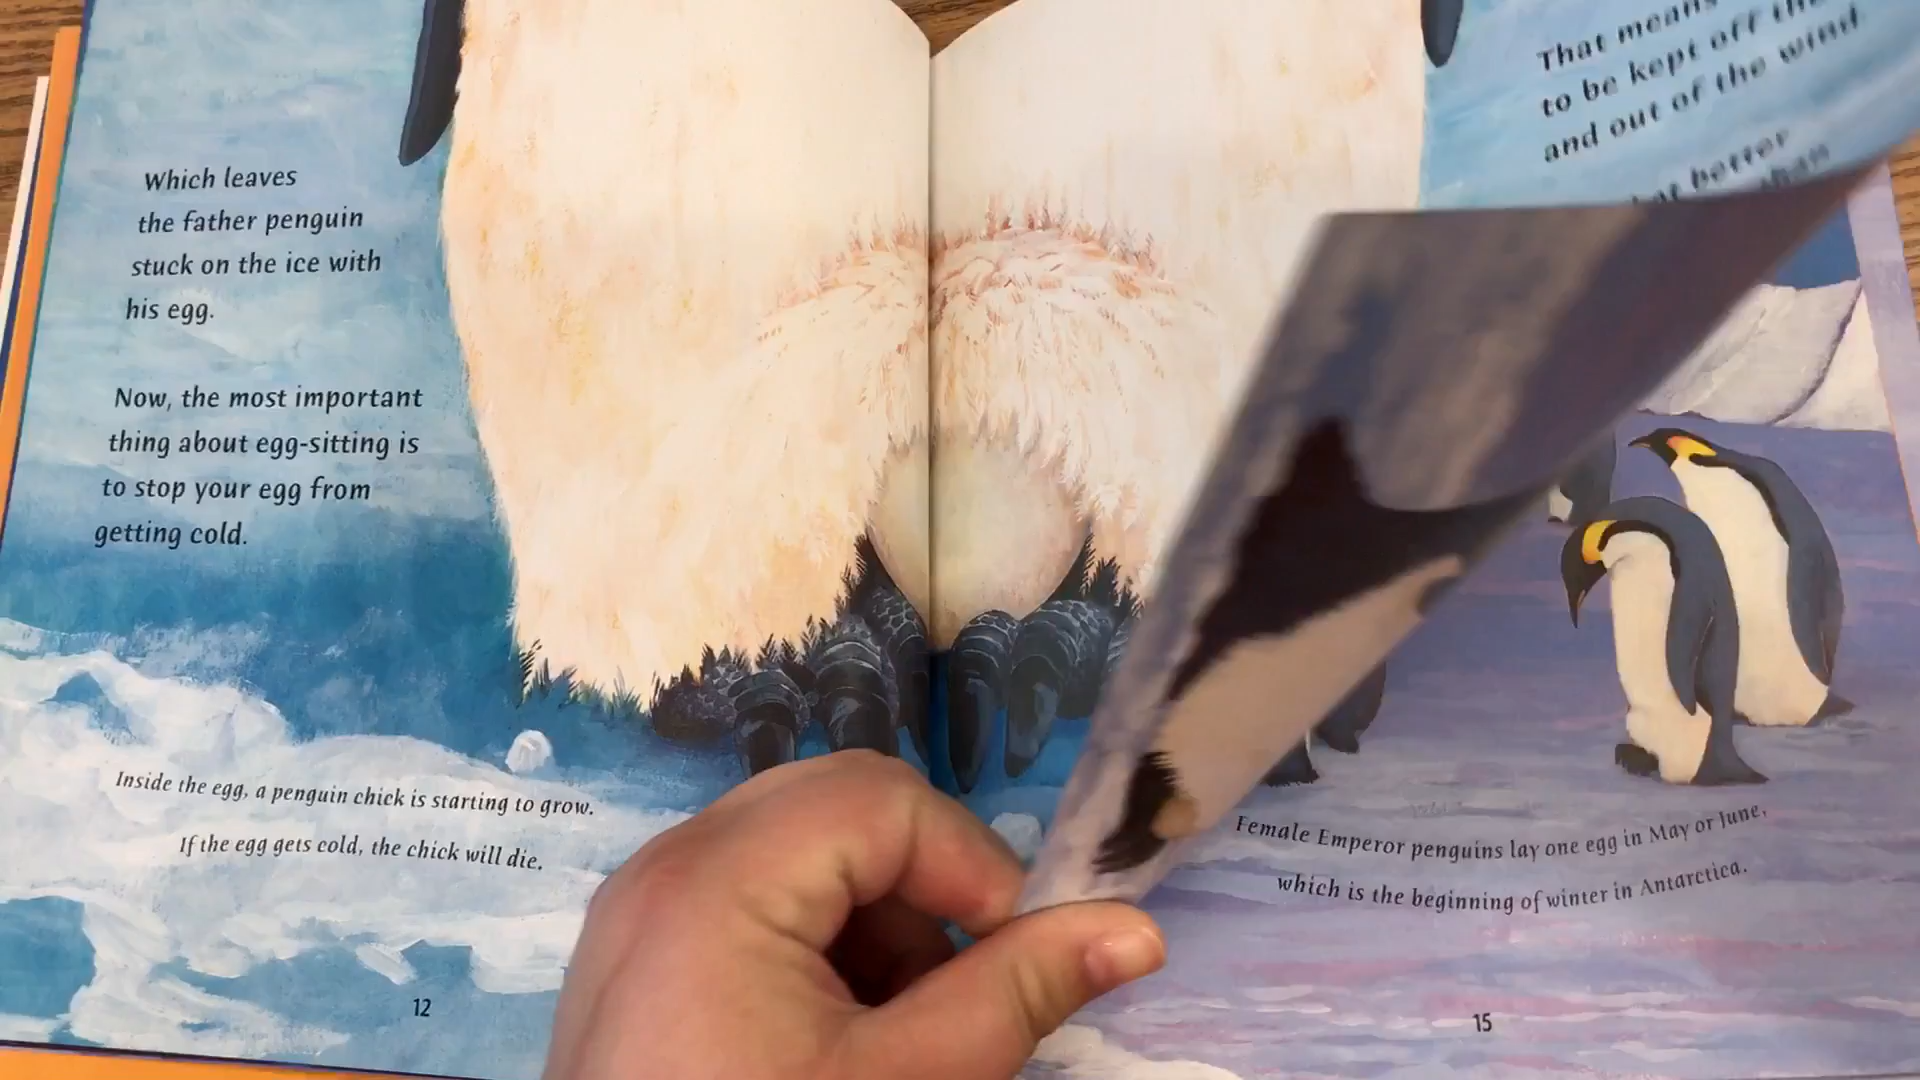 Which leaves
the father penguin
stuck on the ice with
his egg.
Now, the most important
thing about egg-sitting is
to stop your egg from
getting cold.
Inside the egg, a penguin chick is starting to grow.
If the egg gets cold, the chick will die.
12
That means
to be kept off the
and out of the wind.
better
than
Female Emperor penguins lay one egg in May or June,
which is the beginning of winter in Antarctica.
15